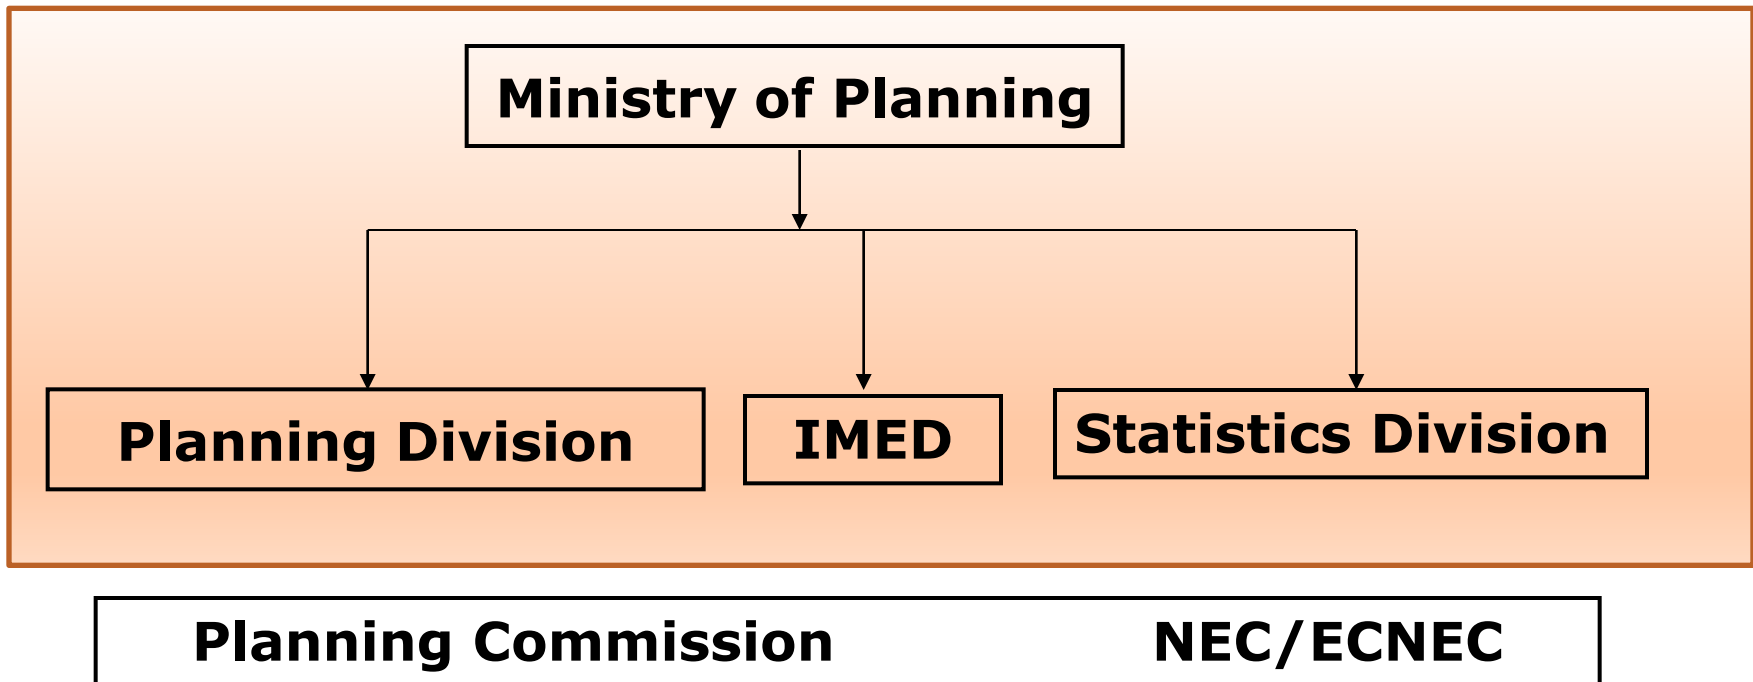 Ministry of Planning
Planning Division
IMED
Statistics Division
Planning Commission NEC/ECNEC